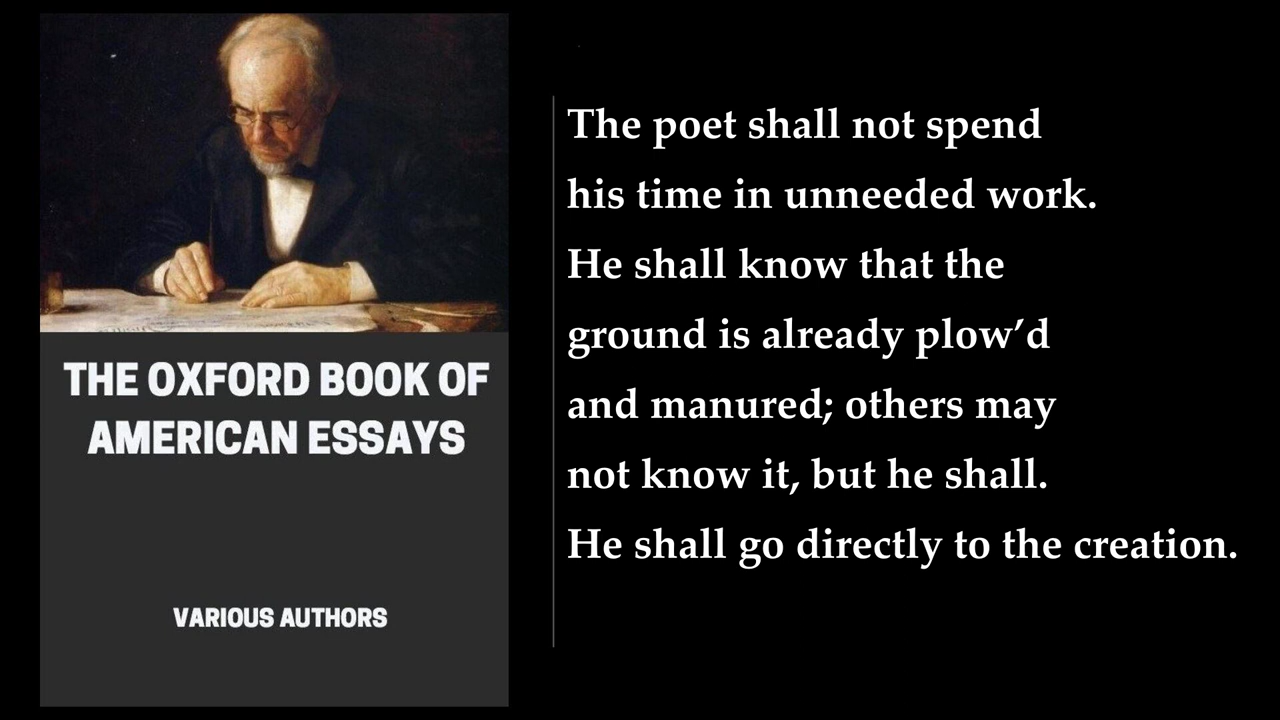 THE OXFORD BOOK OF
AMERICAN ESSAYS
VARIOUS AUTHORS
The poet shall not spend
his time in unneeded work.
He shall know that the
ground is already plow’d
and manured; others may
not know it, but he shall.
He shall go directly to the creation.